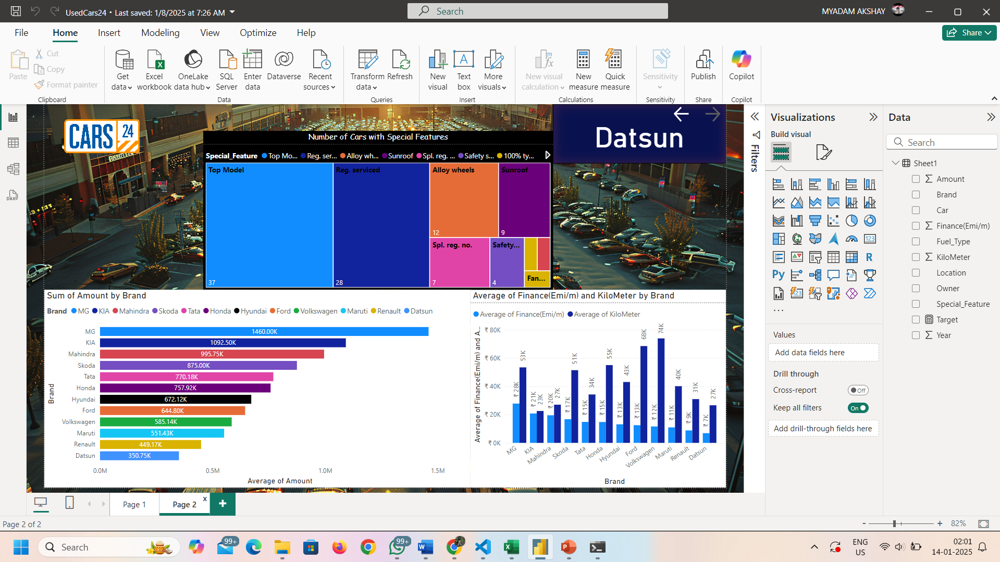 UsedCars24 • Last saved: 1/8/2025 at 7:26 AM
Search
MYADAM AKSHAY
File
Home
Insert
Modeling
View
Optimize
Help
Share
Paste
Cut
Copy
Format painter
Clipboard
Get data
Excel workbook
OneLake data hub
SQL Server
Enter data
Dataverse
Recent sources
Data
Transform data
Refresh
Queries
New visual
Text box
More visuals
Insert
New visual calculation
New measure
Quick measure
Calculations
Sensitivity
Sensitivity
Publish
Share
Copilot
Copilot
CARS 24
Number of Cars with Special Features
Special_Feature
Top Mo...
Reg. ser...
Alloy wh...
Sunroof
Spl. reg. ...
Safety s...
100% ty...
Top Model
37
Reg. serviced
28
Alloy wheels
12
Sunroof
9
Spl. reg. no.
7
Safety...
4
Fan...
Datsun
Sum of Amount by Brand
Brand
MG
KIA
Mahindra
Skoda
Tata
Honda
Hyundai
Ford
Volkswagen
Maruti
Renault
Datsun
Brand
MG 1460.00K
KIA 1092.50K
Mahindra 995.75K
Skoda 875.00K
Tata 770.18K
Honda 757.92K
Hyundai 672.12K
Ford 644.80K
Volkswagen 585.14K
Maruti 551.43K
Renault 449.17K
Datsun 350.75K
0.0M
0.5M
1.0M
1.5M
Average of Amount
Average of Finance(Emi/m) and KiloMeter by Brand
Average of Finance(Emi/m)
Average of KiloMeter
Average of Finance(Emi/m) and A...
₹ 80K
₹ 60K
₹ 40K
₹ 20K
₹ 0K
₹ 28K
53K
₹ 21K
23K
₹ 20K
27K
₹ 17K
51K
₹ 15K
34K
₹ 15K
55K
₹ 13K
43K
₹ 13K
68K
₹ 12K
74K
₹ 11K
40K
₹ 9K
31K
₹ 7K
27K
MG
KIA
Mahindra
Skoda
Tata
Honda
Hyundai
Ford
Volkswagen
Maruti
Renault
Datsun
Brand
Filters
Visualizations
Build visual
123
R
Py
...
Values
Add data fields here
Drill through
Cross-report
Off
Keep all filters
On
Add drill-through fields here
Data
Search
Sheet1
Amount
Brand
Car
Finance(Emi/m)
Fuel_Type
KiloMeter
Location
Owner
Special_Feature
Target
Year
Page 1
Page 2
x
+
Page 2 of 2
-
+
82%
Search
99+
99+
ENG
US
02:01
14-01-2025